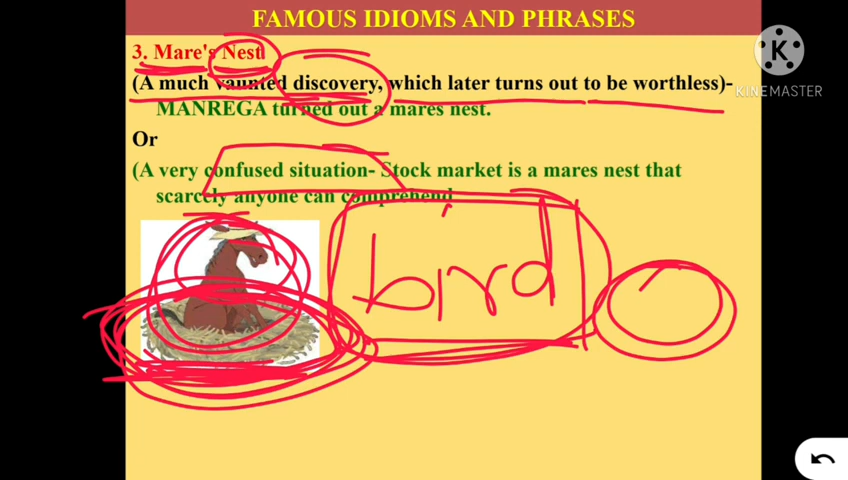 FAMOUS IDIOMS AND PHRASES
3. Mare's Nest
(A much vaunted discovery, which later turns out to be worthless)-
MANREGA turned out a mares nest.
Or
(A very confused situation- Stock market is a mares nest that
scarcely anyone can comprehend
bird
K
KINEMASTER